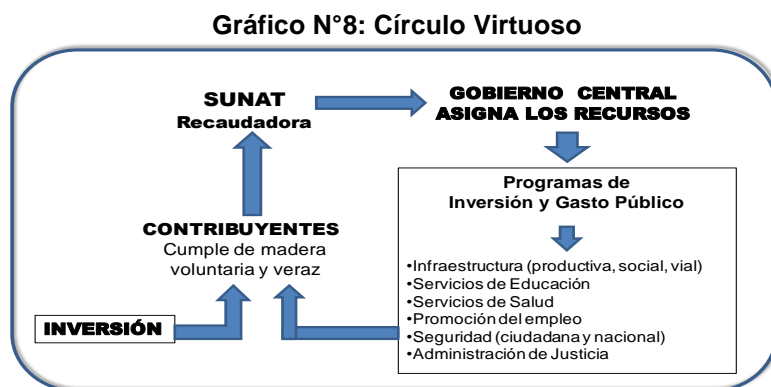 Gráfico N°8: Círculo Virtuoso
SUNAT
Recaudadora
GOBIERNO CENTRAL
ASIGNA LOS RECURSOS
Programas de
Inversión y Gasto Público
•Infraestructura (productiva, social, vial)
•Servicios de Educación
•Servicios de Salud
•Promoción del empleo
•Seguridad (ciudadana y nacional)
•Administración de Justicia
CONTRIBUYENTES
Cumple de madera
voluntaria y veraz
INVERSIÓN